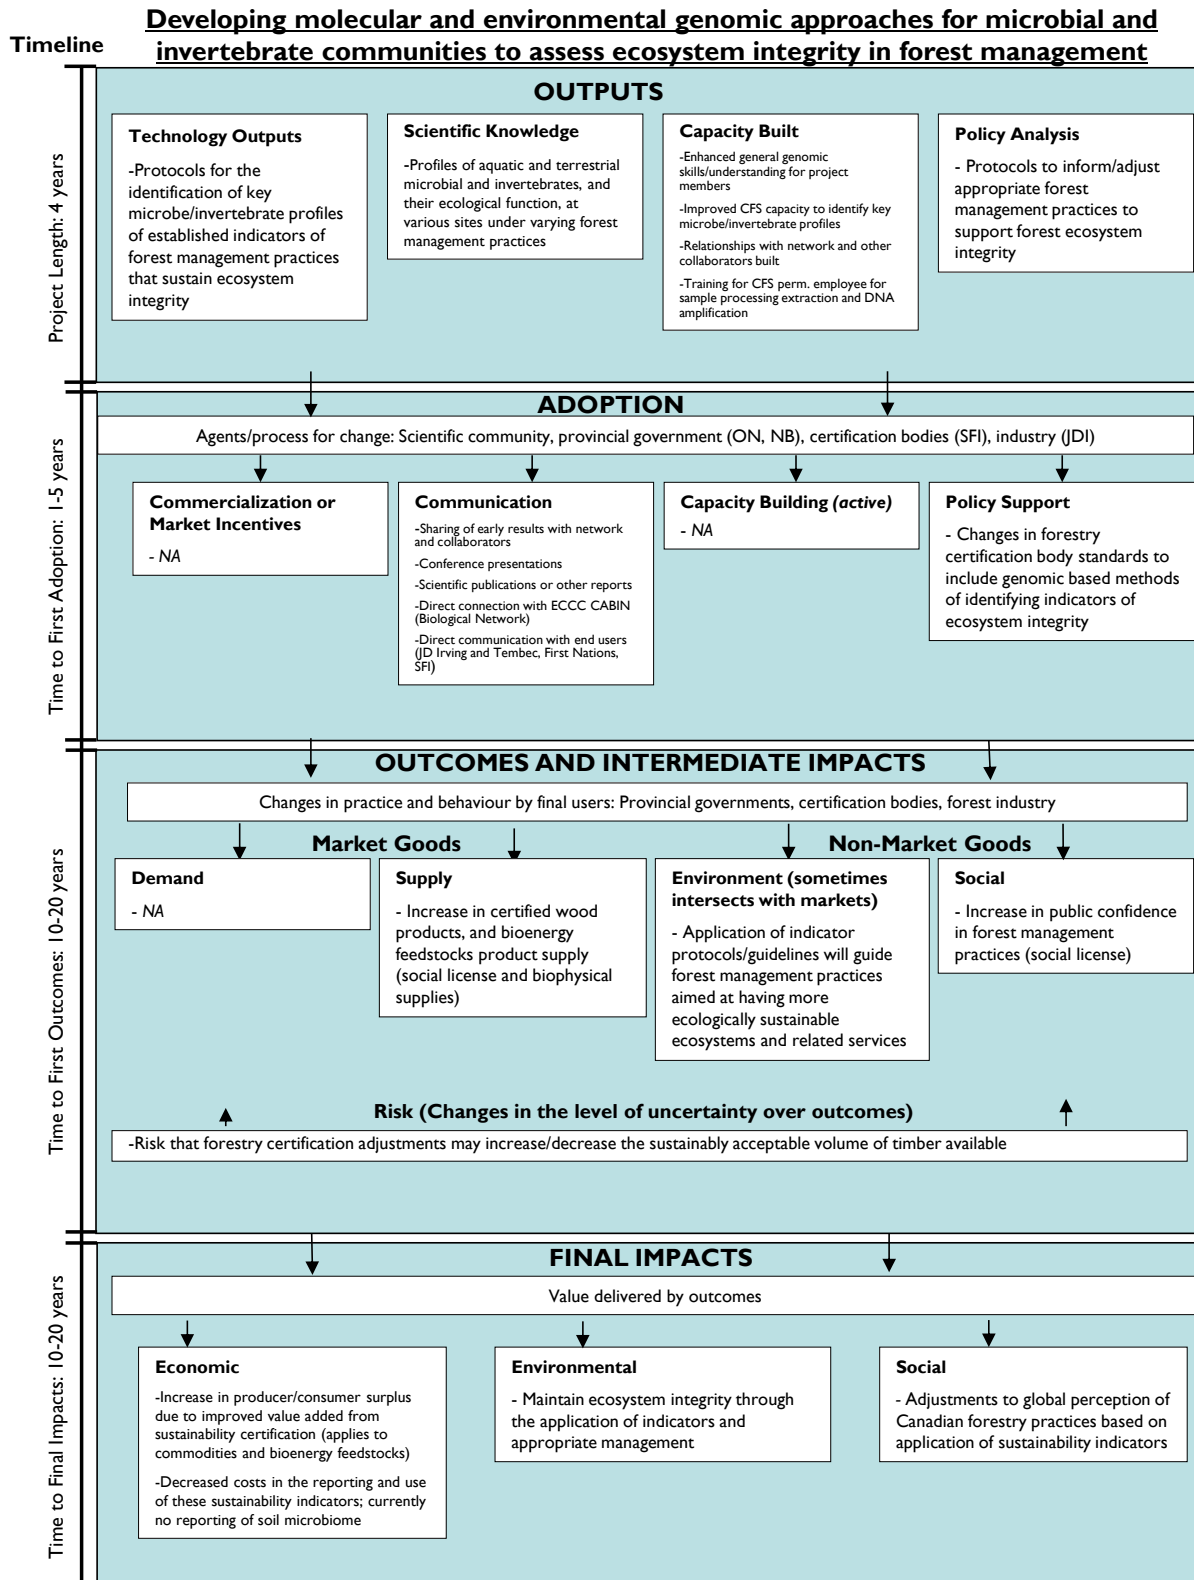 Developing molecular and environmental genomic approaches for microbial and
invertebrate communities to assess ecosystem integrity in forest management
Timeline
Project Length: 4 years
OUTPUTS
Technology Outputs
-Protocols for the
identification of key
microbe/invertebrate profiles
of established indicators of
forest management practices
that sustain ecosystem
integrity
Scientific Knowledge
-Profiles of aquatic and terrestrial
microbial and invertebrates, and
their ecological function, at
various sites under varying forest
management practices
Capacity Built
-Enhanced general genomic
skills/understanding for project
members
-Improved CFS capacity to identify key
microbe/invertebrate profiles
-Relationships with network and other
collaborators built
-Training for CFS perm. employee for
sample processing extraction and DNA
amplification
Policy Analysis
- Protocols to inform/adjust
appropriate forest
management practices to
support forest ecosystem
integrity
Time to First Adoption: 1-5 years
ADOPTION
Agents/process for change: Scientific community, provincial government (ON, NB), certification bodies (SFI), industry (JDI)
Commercialization or
Market Incentives
- NA
Communication
-Sharing of early results with network
and collaborators
-Conference presentations
-Scientific publications or other reports
-Direct connection with ECCC CABIN
(Biological Network)
-Direct communication with end users
(JD Irving and Tembec, First Nations,
SFI)
Capacity Building (active)
- NA
Policy Support
- Changes in forestry
certification body standards to
include genomic based methods
of identifying indicators of
ecosystem integrity
Time to First Outcomes: 10-20 years
OUTCOMES AND INTERMEDIATE IMPACTS
Changes in practice and behaviour by final users: Provincial governments, certification bodies, forest industry
Market Goods
Non-Market Goods
Demand
- NA
Supply
- Increase in certified wood
products, and bioenergy
feedstocks product supply
(social license and biophysical
supplies)
Environment (sometimes
intersects with markets)
- Application of indicator
protocols/guidelines will guide
forest management practices
aimed at having more
ecologically sustainable
ecosystems and related services
Social
- Increase in public confidence
in forest management
practices (social license)
Risk (Changes in the level of uncertainty over outcomes)
-Risk that forestry certification adjustments may increase/decrease the sustainably acceptable volume of timber available
Time to Final Impacts: 10-20 years
FINAL IMPACTS
Value delivered by outcomes
Economic
-Increase in producer/consumer surplus
due to improved value added from
sustainability certification (applies to
commodities and bioenergy feedstocks)
-Decreased costs in the reporting and use
of these sustainability indicators; currently
no reporting of soil microbiome
Environmental
- Maintain ecosystem integrity through
the application of indicators and
appropriate management
Social
- Adjustments to global perception of
Canadian forestry practices based on
application of sustainability indicators